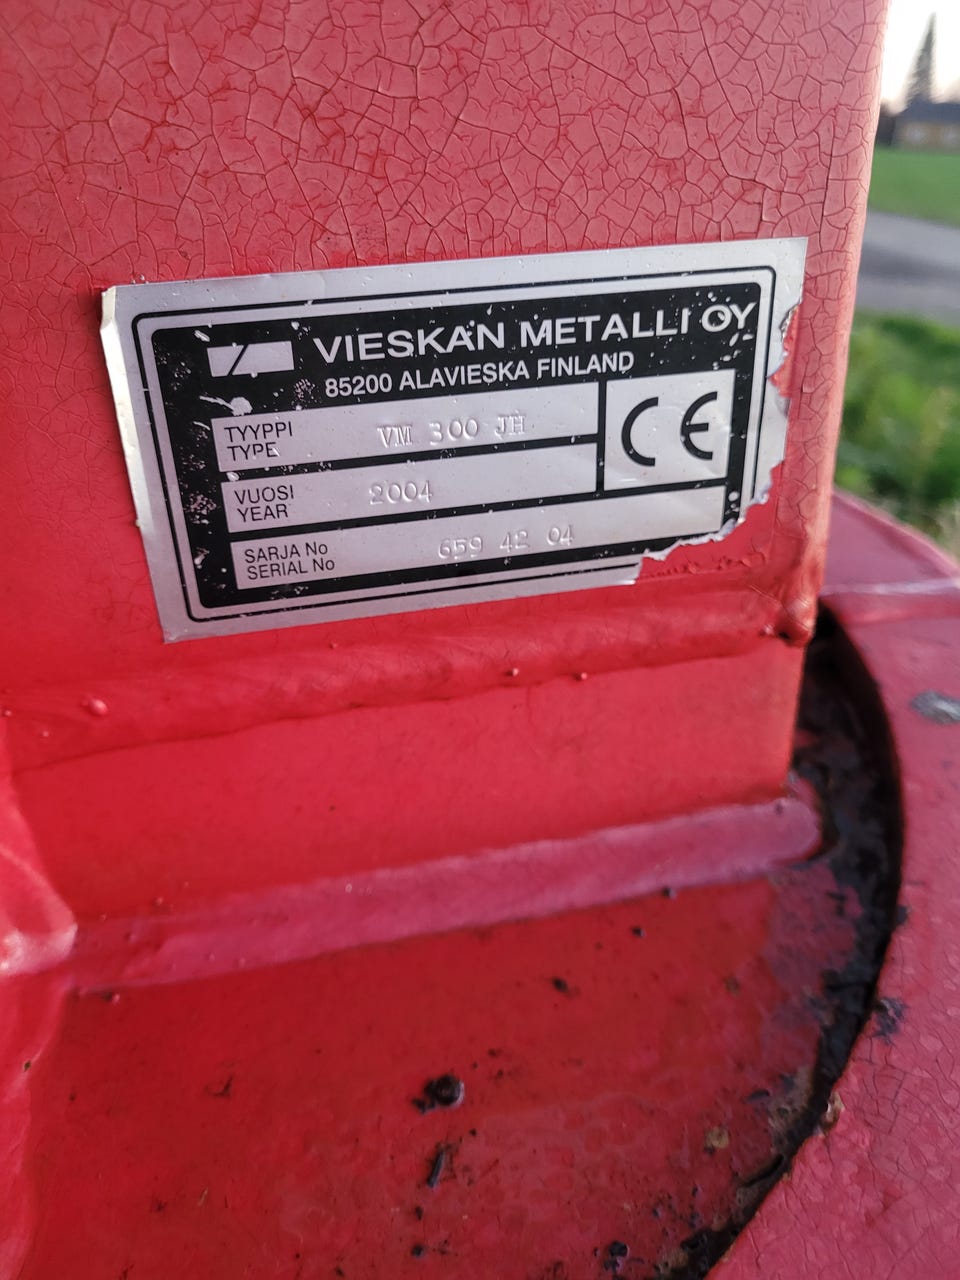 VIESKAN METALLI OY
85200 ALAVIESKA FINLAND
TYYPPI
TYPE
VM 300 JH
CE
VUOSI
YEAR
2004
SARJA No
SERIAL No
659 42 04